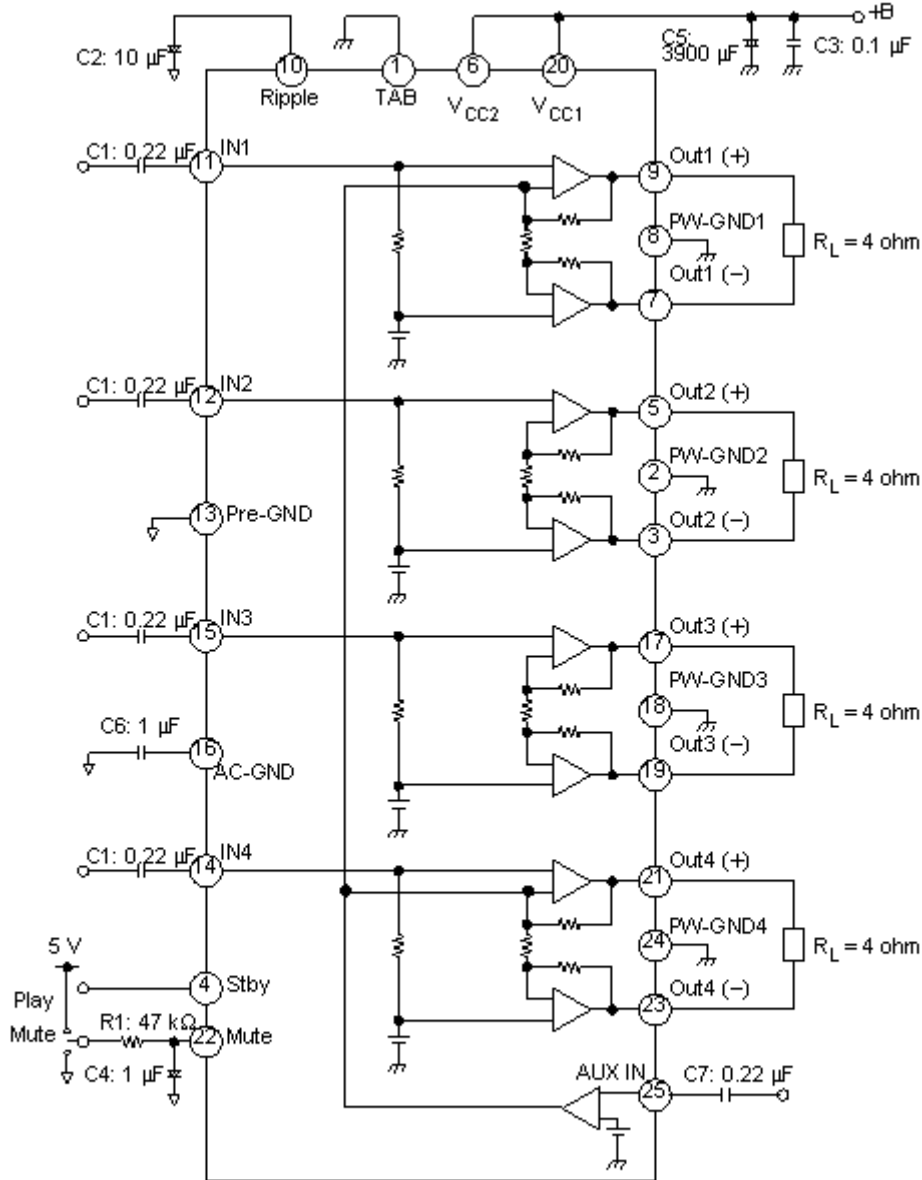 +B
C2: 10 µF
C5:
3900 µF
C3: 0.1 µF
10
1
6
20
Ripple
TAB
VCC2
VCC1
C1: 0.22 µF
11
IN1
9
Out1 (+)
8
PW-GND1
RL = 4 ohm
7
Out1 (−)
C1: 0.22 µF
12
IN2
5
Out2 (+)
2
PW-GND2
RL = 4 ohm
13
Pre-GND
3
Out2 (−)
C1: 0.22 µF
15
IN3
17
Out3 (+)
18
PW-GND3
RL = 4 ohm
C6: 1 µF
16
AC-GND
19
Out3 (−)
C1: 0.22 µF
14
IN4
21
Out4 (+)
24
PW-GND4
RL = 4 ohm
5 V
4
Stby
23
Out4 (−)
Play
Mute
R1: 47 kΩ
22
Mute
C4: 1 µF
AUX IN
25
C7: 0.22 µF